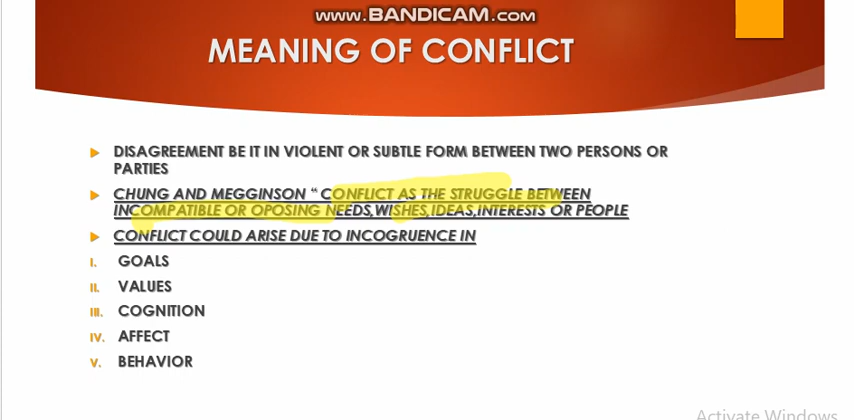 www.BANDICAM.com
MEANING OF CONFLICT
DISAGREEMENT BE IT IN VIOLENT OR SUBTLE FORM BETWEEN TWO PERSONS OR
PARTIES
CHUNG AND MEGGINSON “ CONFLICT AS THE STRUGGLE BETWEEN
INCOMPATIBLE OR OPOSING NEEDS,WISHES,IDEAS,INTERESTS OR PEOPLE
CONFLICT COULD ARISE DUE TO INCOGRUENCE IN
I. GOALS
II. VALUES
III. COGNITION
IV. AFFECT
V. BEHAVIOR
Activate Windows